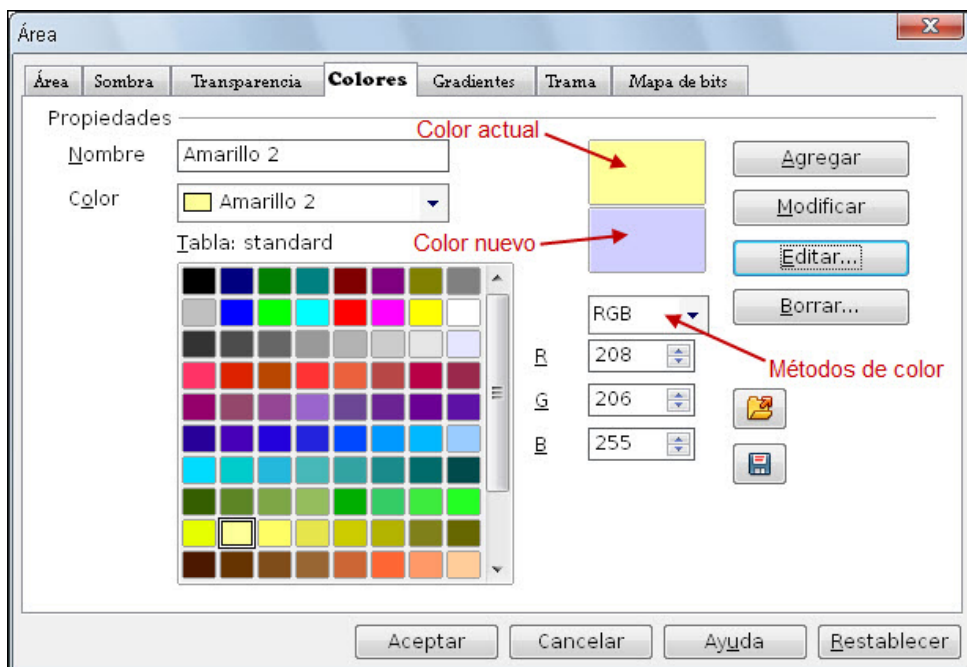 Área
Área Sombra Transparencia Colores Gradientes Trama Mapa de bits
Propiedades
Color actual
Nombre Amarillo 2 Agregar
Color Amarillo 2 Modificar
Tabla: standard Color nuevo Editar...
RGB Borrar...
R 208
Métodos de color
G 206
B 255
Aceptar Cancelar Ayuda Restablecer